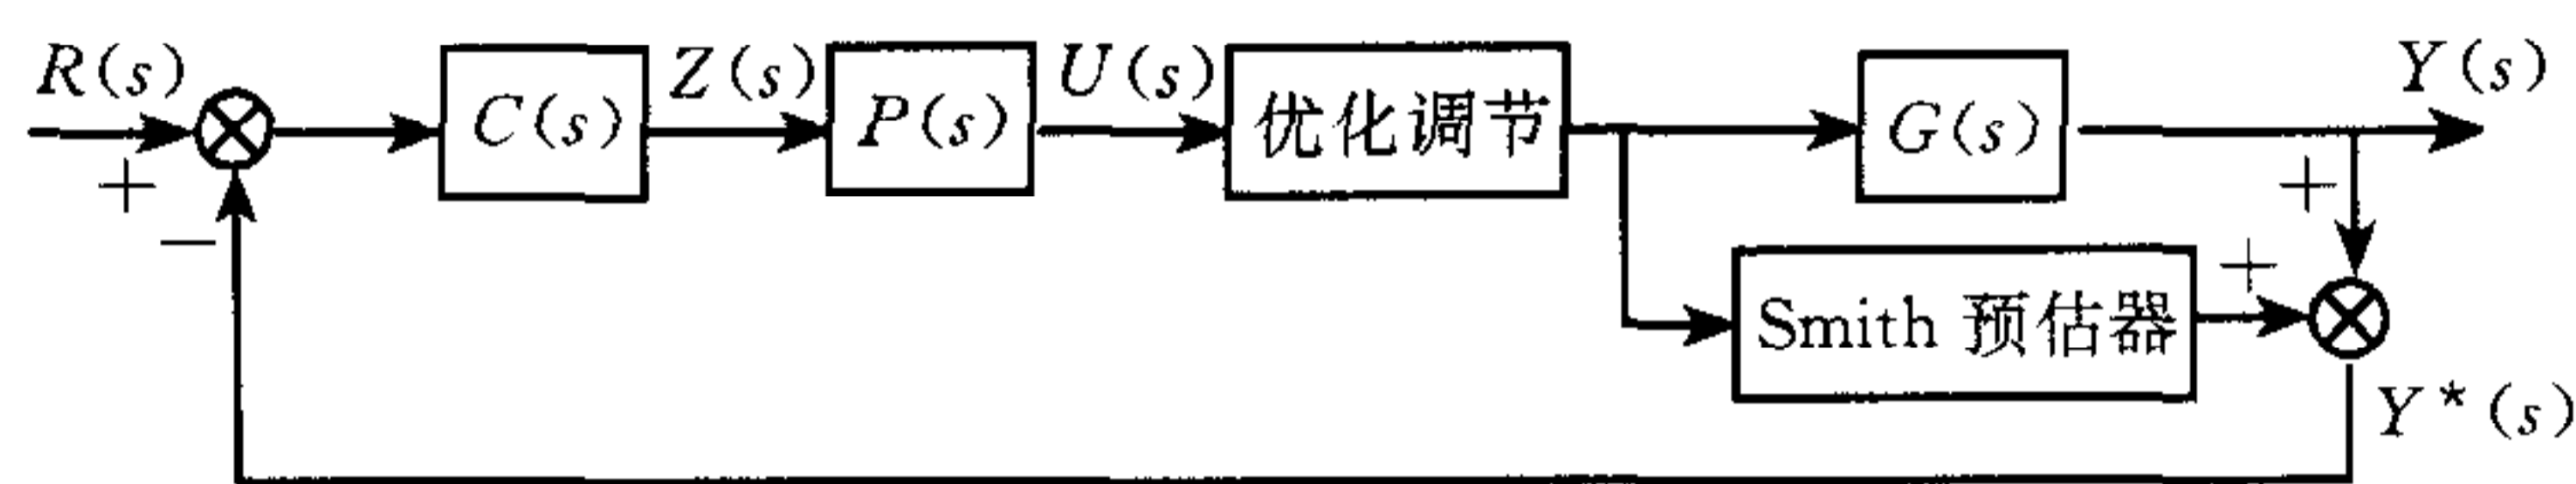 R(s)
+
−
C(s)
Z(s)
P(s)
U(s)
优化调节
G(s)
Y(s)
+
+
Smith 预估器
Y*(s)